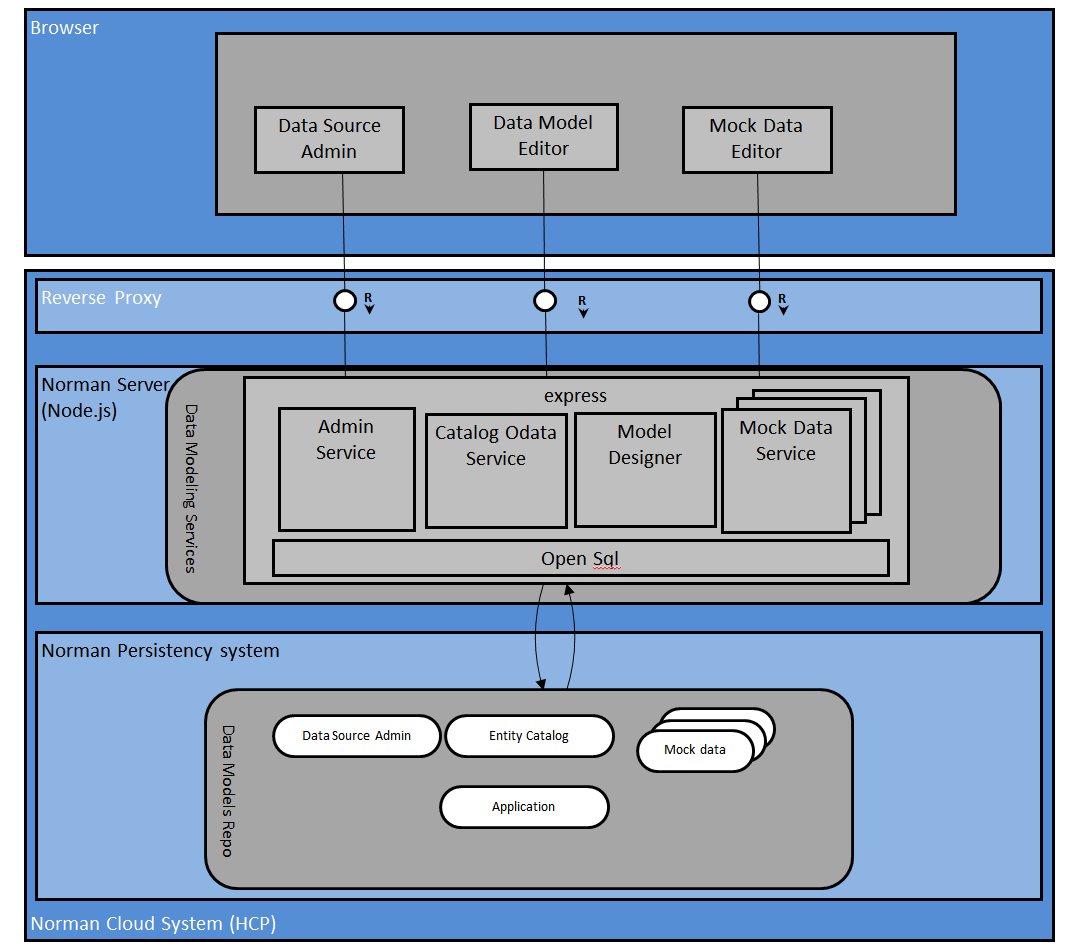 Browser
Data Source
Admin
Data Model
Editor
Mock Data
Editor
Reverse Proxy
R
R
R
Norman Server
(Node.js)
Data Modeling Services
express
Admin
Service
Catalog Odata
Service
Model
Designer
Mock Data
Service
Open Sql
Norman Persistency system
Data Models Repo
Data Source Admin
Entity Catalog
Mock data
Application
Norman Cloud System (HCP)